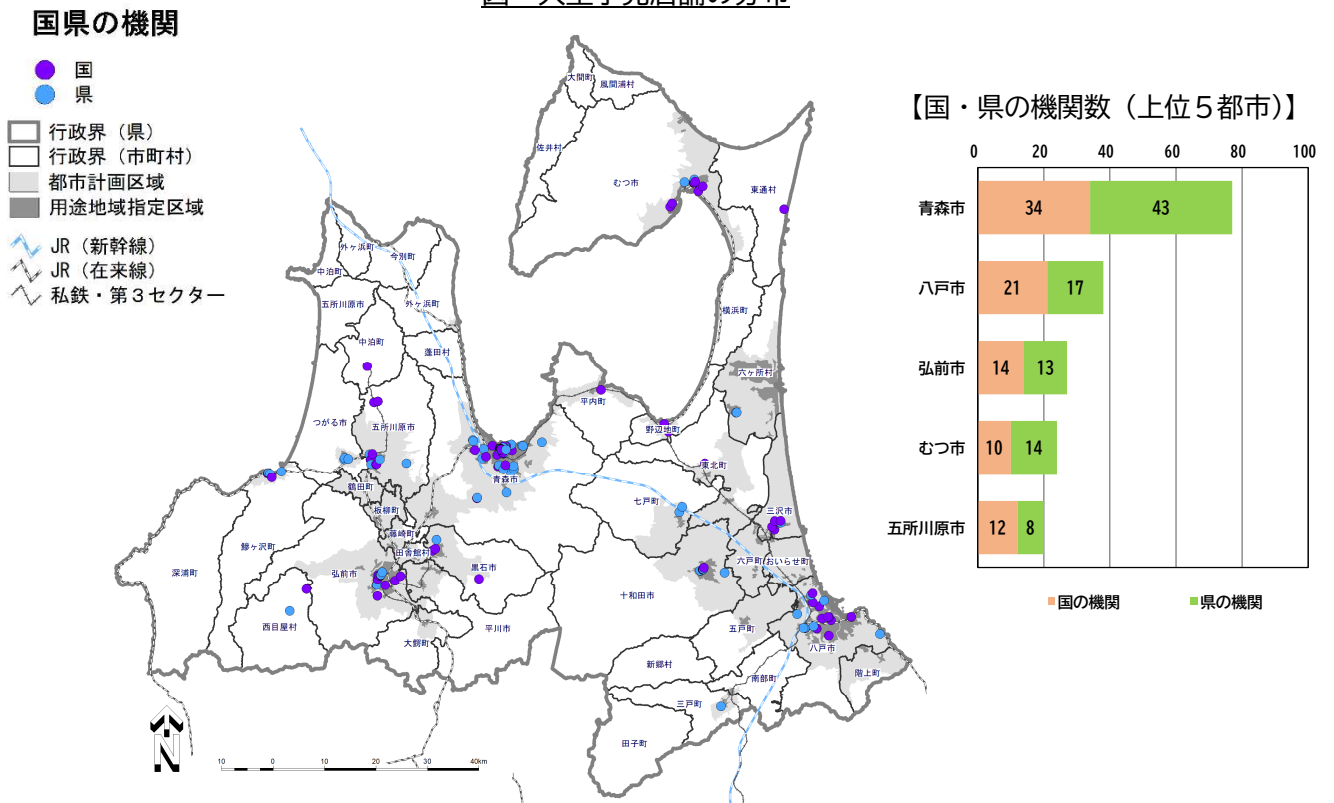 国県の機関
国
県
行政界（県）
行政界（市町村）
都市計画区域
用途地域指定区域
JR（新幹線）
JR（在来線）
私鉄・第３セクター
大間町
風間浦村
佐井村
むつ市
東通村
外ヶ浜町
今別町
中泊町
五所川原市
外ヶ浜町
横浜町
中泊町
蓬田村
六ヶ所村
平内町
つがる市
五所川原市
野辺地町
東北町
青森市
鶴田町
七戸町
板柳町
三沢市
藤崎町
鰺ヶ沢町
田舎館村
六戸町
おいらせ町
深浦町
弘前市
黒石市
十和田市
西目屋村
平川市
五戸町
大鰐町
八戸市
新郷村
階上町
南部町
三戸町
田子町
N
10 0 10 20 30 40km
【国・県の機関数（上位５都市）】
0 20 40 60 80 100
青森市 34 43
八戸市 21 17
弘前市 14 13
むつ市 10 14
五所川原市 12 8
国の機関 県の機関